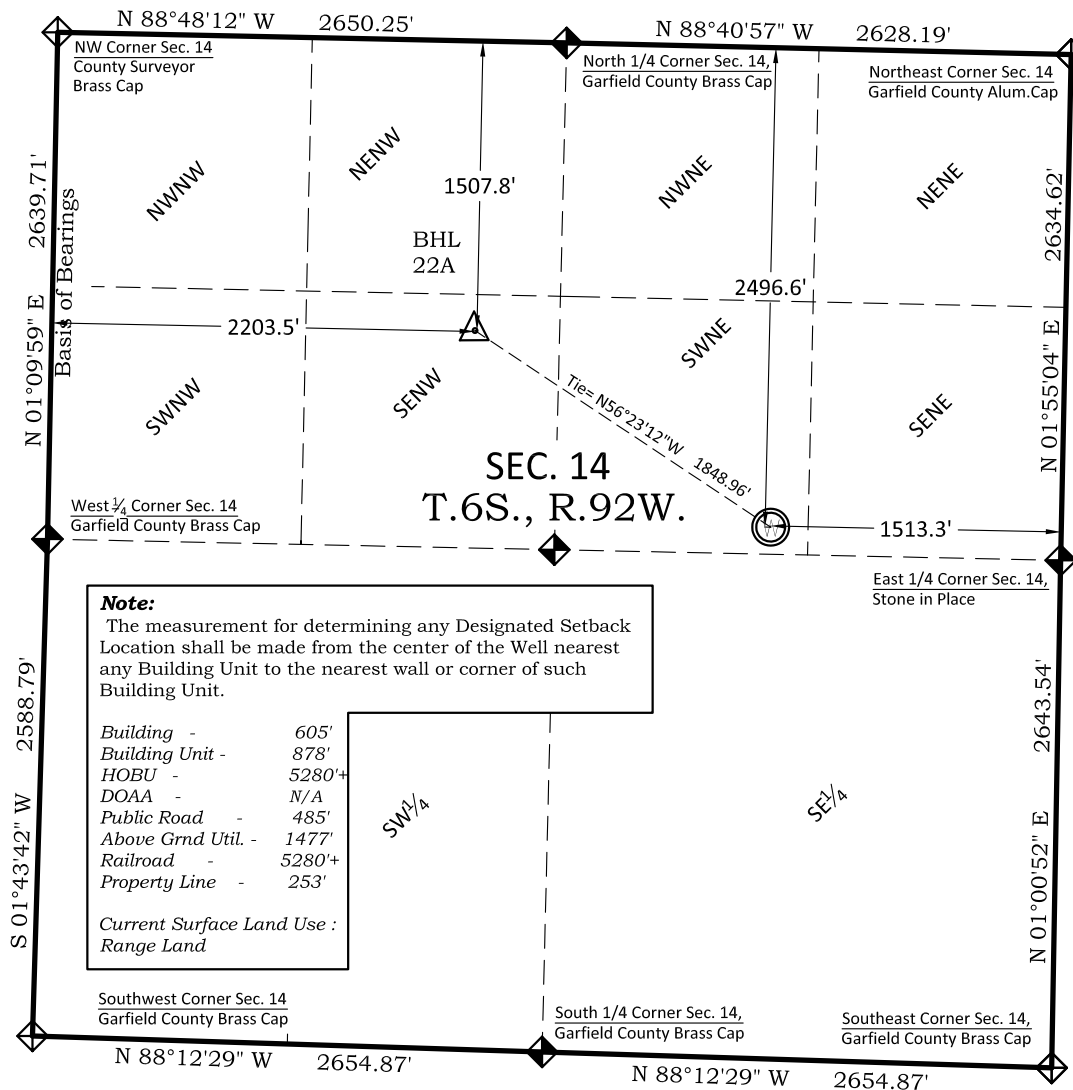 N 88°48'12" W 2650.25'
N 88°40'57" W 2628.19'
NW Corner Sec. 14
County Surveyor
Brass Cap
North 1/4 Corner Sec. 14,
Garfield County Brass Cap
Northeast Corner Sec. 14
Garfield County Alum.Cap
N 01°09'59" E 2639.71'
Basis of Bearings
NWNW
NENW
1507.8'
NWNE
NENE
N 01°55'04" E 2634.62'
BHL
22A
2496.6'
2203.5'
SWNW
SENW
SWNE
SENE
Tie= N56°23'12"W 1848.96'
SEC. 14
T.6S., R.92W.
West 1/4 Corner Sec. 14
Garfield County Brass Cap
1513.3'
East 1/4 Corner Sec. 14,
Stone in Place
Note:
The measurement for determining any Designated Setback
Location shall be made from the center of the Well nearest
any Building Unit to the nearest wall or corner of such
Building Unit.
Building - 605'
Building Unit - 878'
HOBU - 5280'+
DOAA - N/A
Public Road - 485'
Above Grnd Util. - 1477'
Railroad - 5280'+
Property Line - 253'
Current Surface Land Use :
Range Land
S 01°43'42" W 2588.79'
SW1/4
SE1/4
N 01°00'52" E 2643.54'
Southwest Corner Sec. 14
Garfield County Brass Cap
South 1/4 Corner Sec. 14,
Garfield County Brass Cap
Southeast Corner Sec. 14,
Garfield County Brass Cap
N 88°12'29" W 2654.87'
N 88°12'29" W 2654.87'